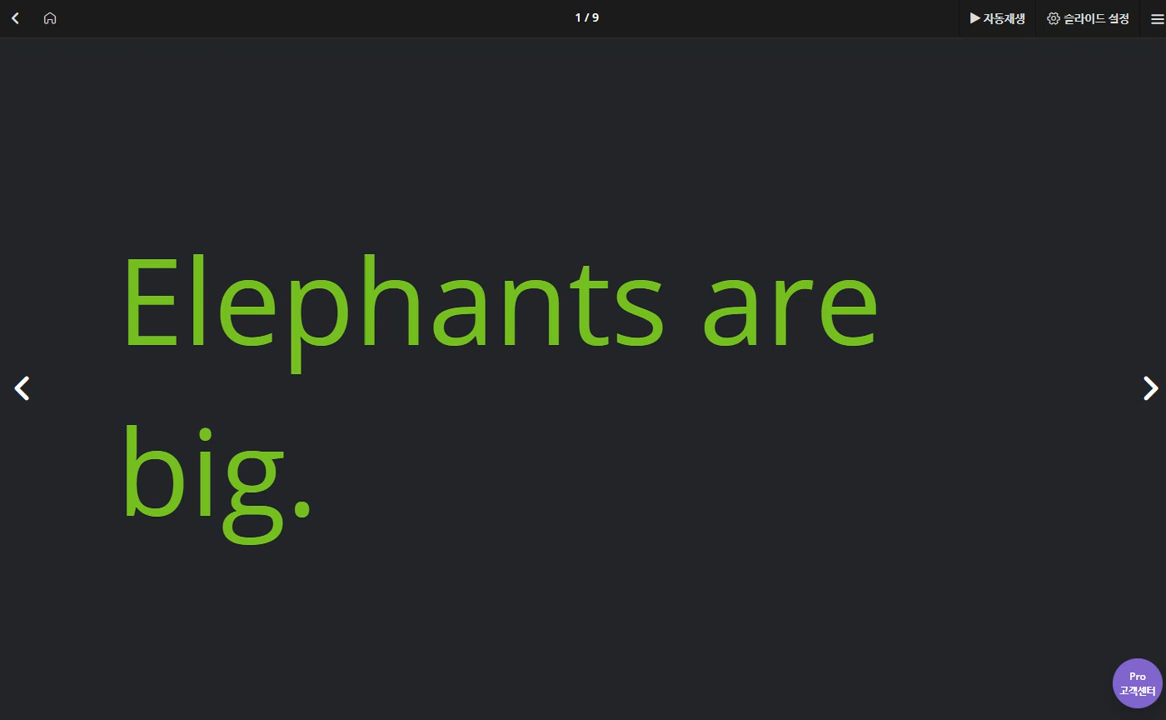 1 / 9
▶ 자동재생
슬라이드 설정
Elephants are
big.
Pro
고객센터